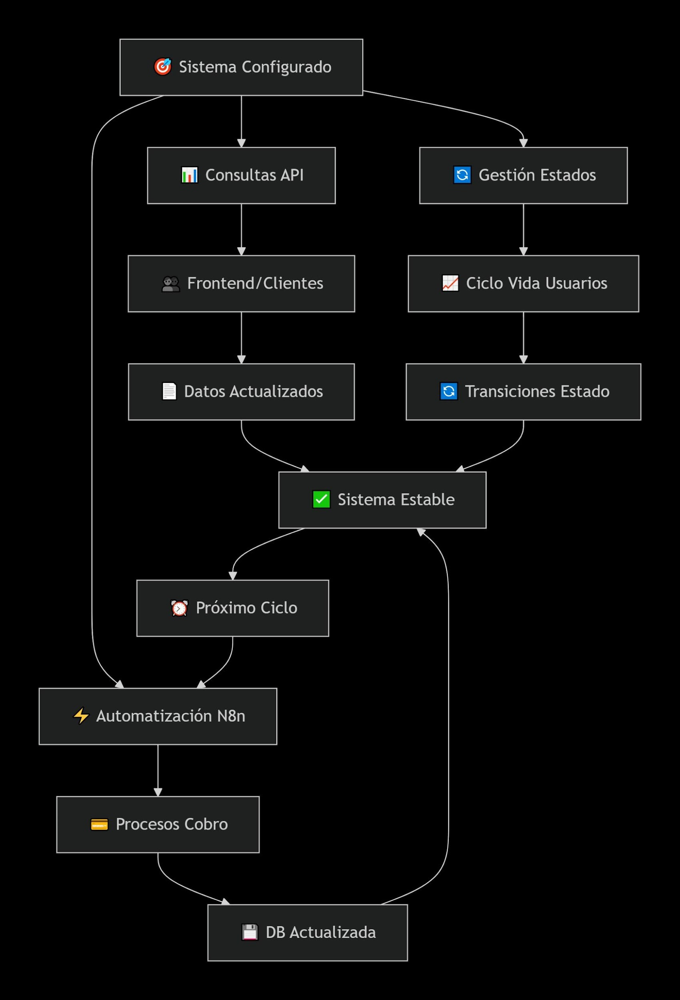 🎯 Sistema Configurado
📊 Consultas API
🔄 Gestión Estados
👥 Frontend/Clientes
📈 Ciclo Vida Usuarios
📄 Datos Actualizados
🔄 Transiciones Estado
✅ Sistema Estable
⏰ Próximo Ciclo
⚡ Automatización N8n
💳 Procesos Cobro
💾 DB Actualizada